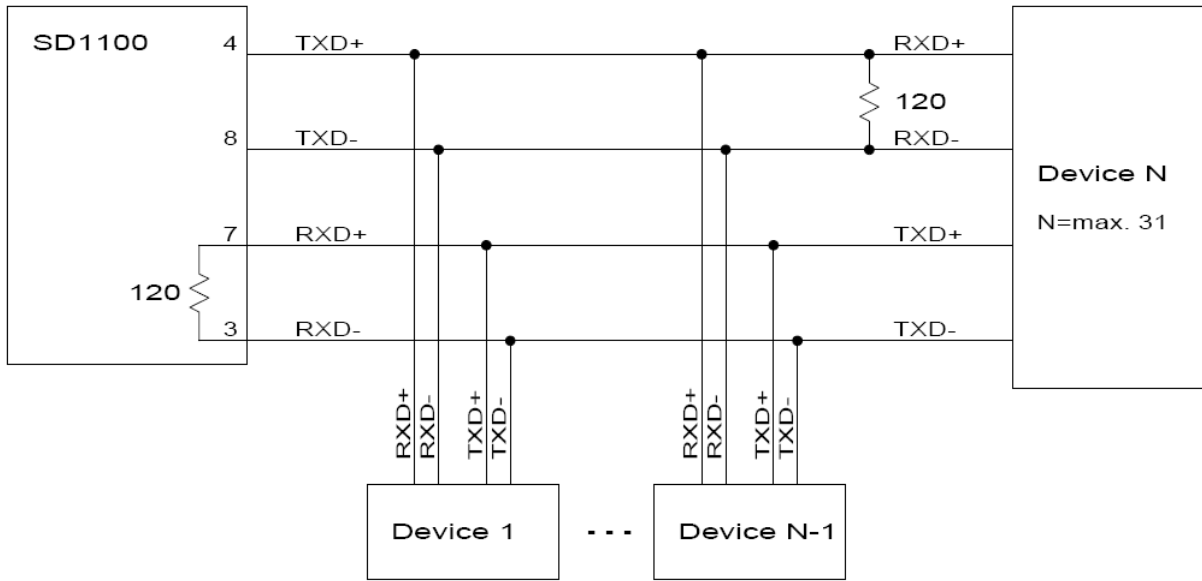 SD1100
4 TXD+ RXD+
120
8 TXD- RXD-
Device N
N=max. 31
7 RXD+ TXD+
120
3 RXD- TXD-
RXD+ RXD- TXD+ TXD- RXD+ RXD- TXD+ TXD-
Device 1 - - - Device N-1